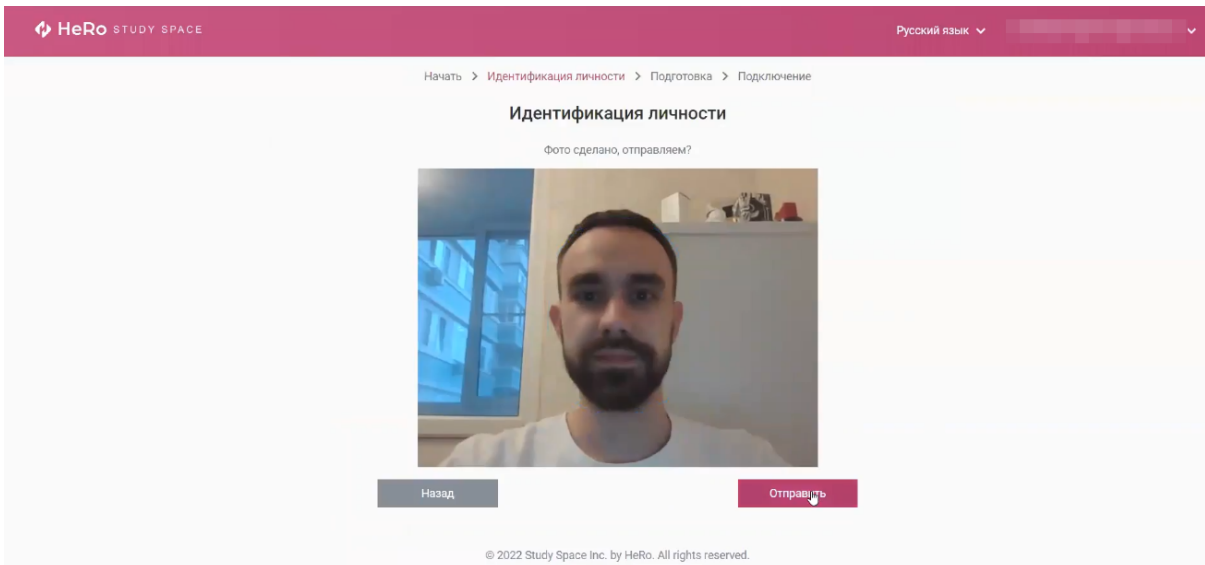 HeRo STUDY SPACE
Русский язык
Начать > Идентификация личности > Подготовка > Подключение
Идентификация личности
Фото сделано, отправляем?
Назад
Отправить
© 2022 Study Space Inc. by HeRo. All rights reserved.